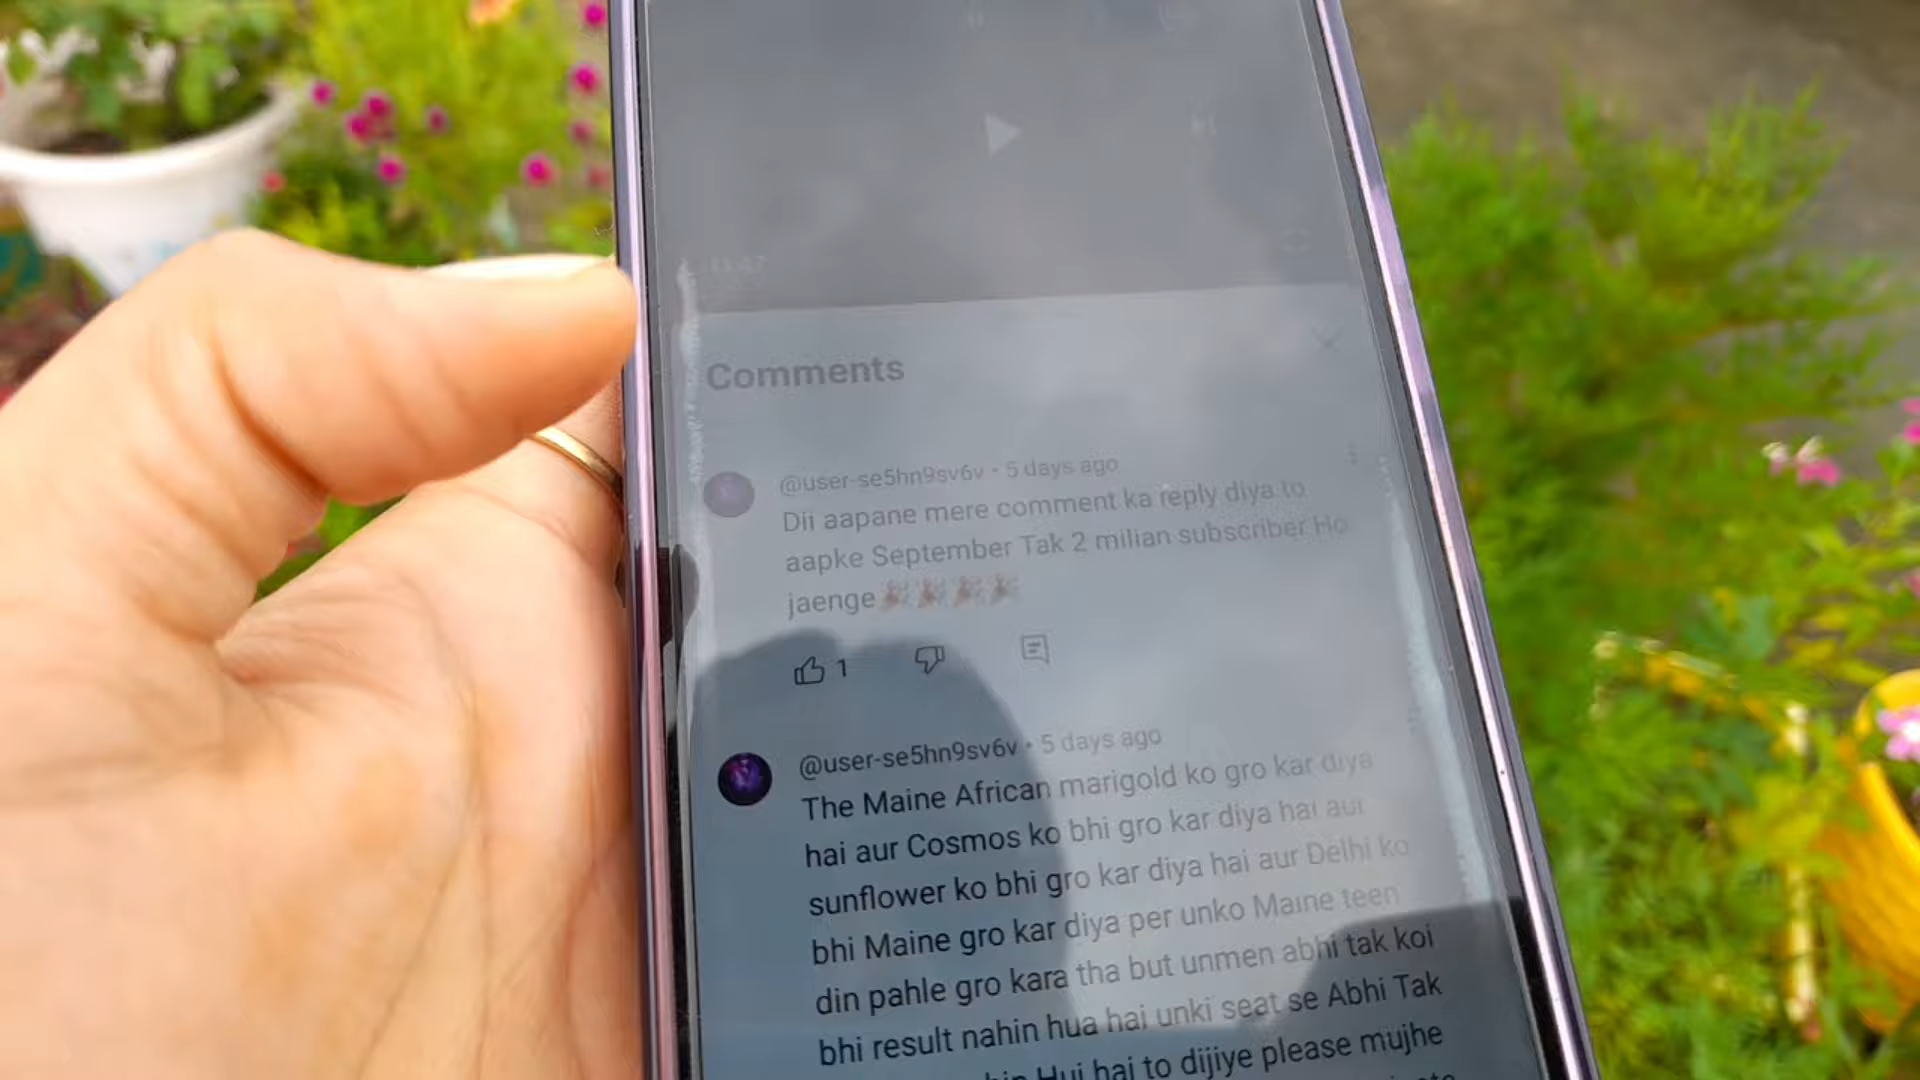 Comments
@user-se5hn9sv6v • 5 days ago
Dii aapane mere comment ka reply diya to
aapke September Tak 2 milian subscriber Ho
jaenge🎉🎉🎉🎉
1
@user-se5hn9sv6v • 5 days ago
The Maine African marigold ko gro kar diya
hai aur Cosmos ko bhi gro kar diya hai aur
sunflower ko bhi gro kar diya hai aur Delhi ko
bhi Maine gro kar diya per unko Maine teen
din pahle gro kara tha but unmen abhi tak koi
bhi result nahin hua hai unki seat se Abhi Tak
Hui hai to dijiye please mujhe